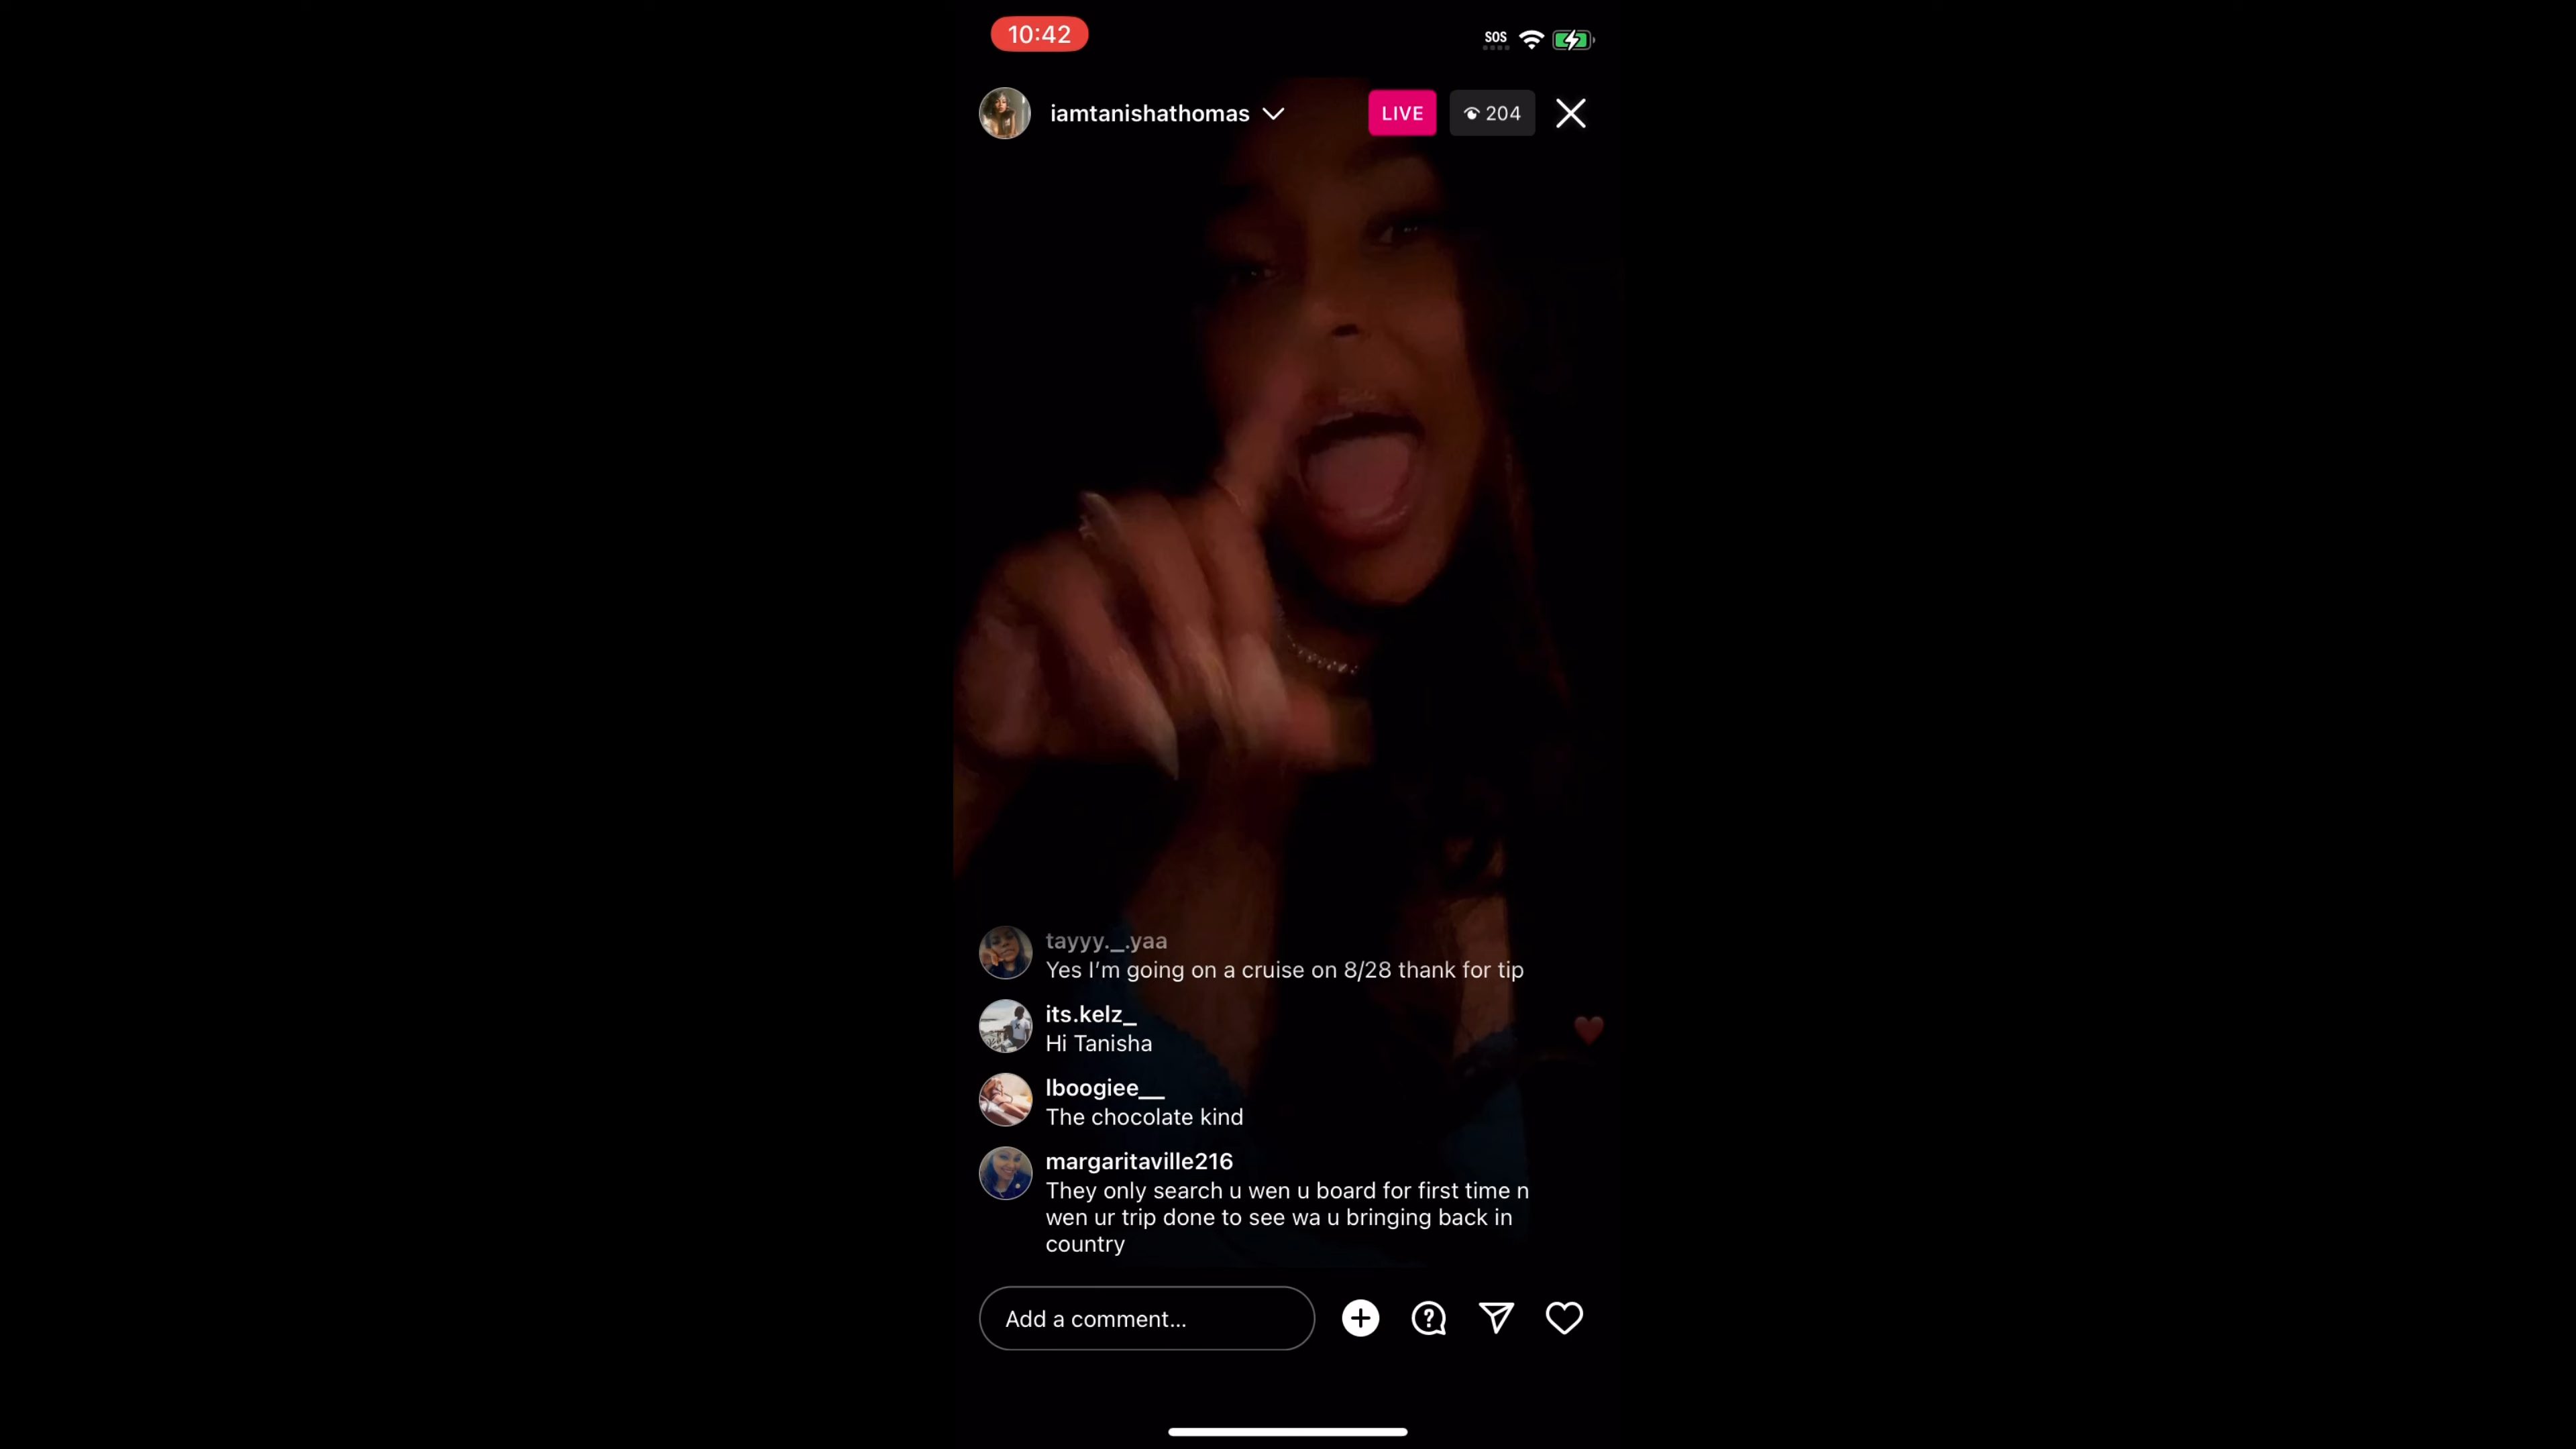 10:42
SOS
iamtanishathomas
LIVE
204
tayyy._.yaa
Yes I’m going on a cruise on 8/28 thank for tip
its.kelz_
Hi Tanisha
lboogiee__
The chocolate kind
margaritaville216
They only search u wen u board for first time n
wen ur trip done to see wa u bringing back in
country
Add a comment...